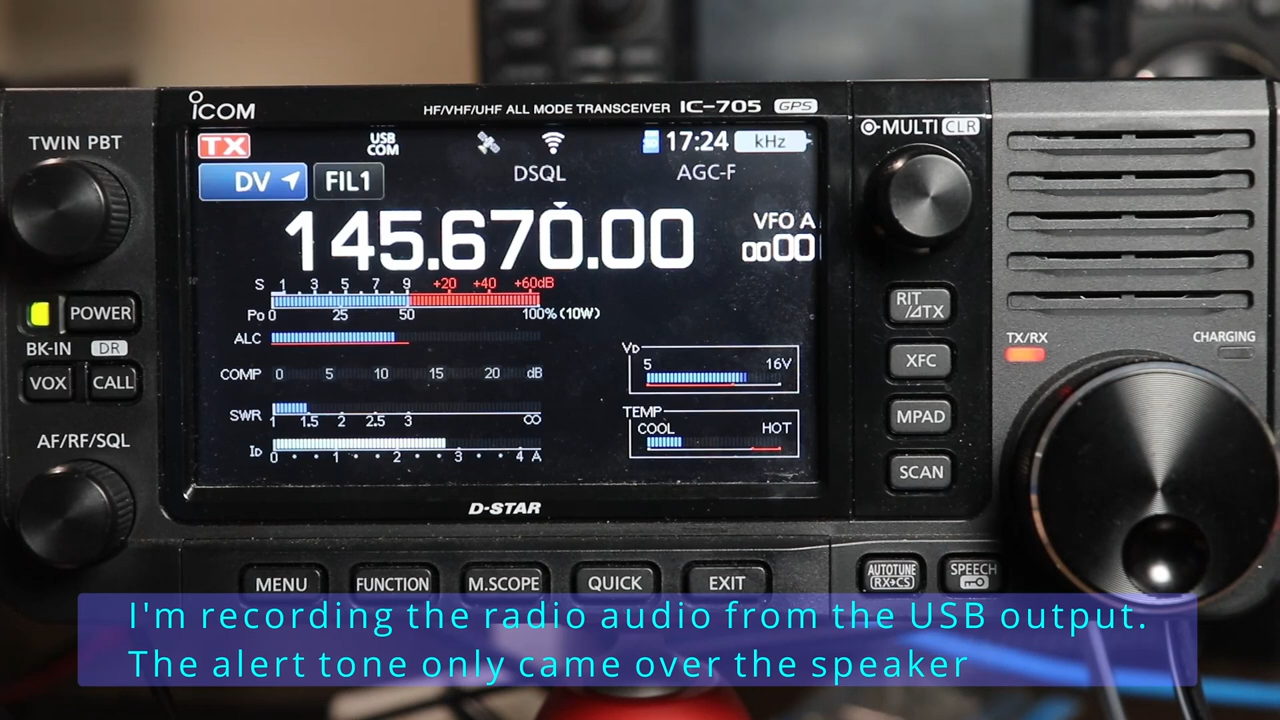 ICOM
HF/VHF/UHF ALL MODE TRANSCEIVER IC-705 GPS
TWIN PBT
MULTI CLR
TX
USB COM
17:24
kHz
DV
FIL1
DSQL
AGC-F
145.670.00
VFO A
0000
S 1 3 5 7 9 +20 +40 +60dB
Po 0 25 50 100% (10W)
ALC
COMP 0 5 10 15 20 dB
SWR 1 1.5 2 2.5 3 ∞
ID 0 1 2 3 4 A
VD
5 16V
TEMP
COOL HOT
POWER
BK-IN DR
VOX CALL
AF/RF/SQL
RIT/⊿TX
XFC
MPAD
SCAN
TX/RX
CHARGING
D-STAR
MENU FUNCTION M.SCOPE QUICK EXIT
AUTOTUNE
RX→CS
SPEECH
I'm recording the radio audio from the USB output.
The alert tone only came over the speaker